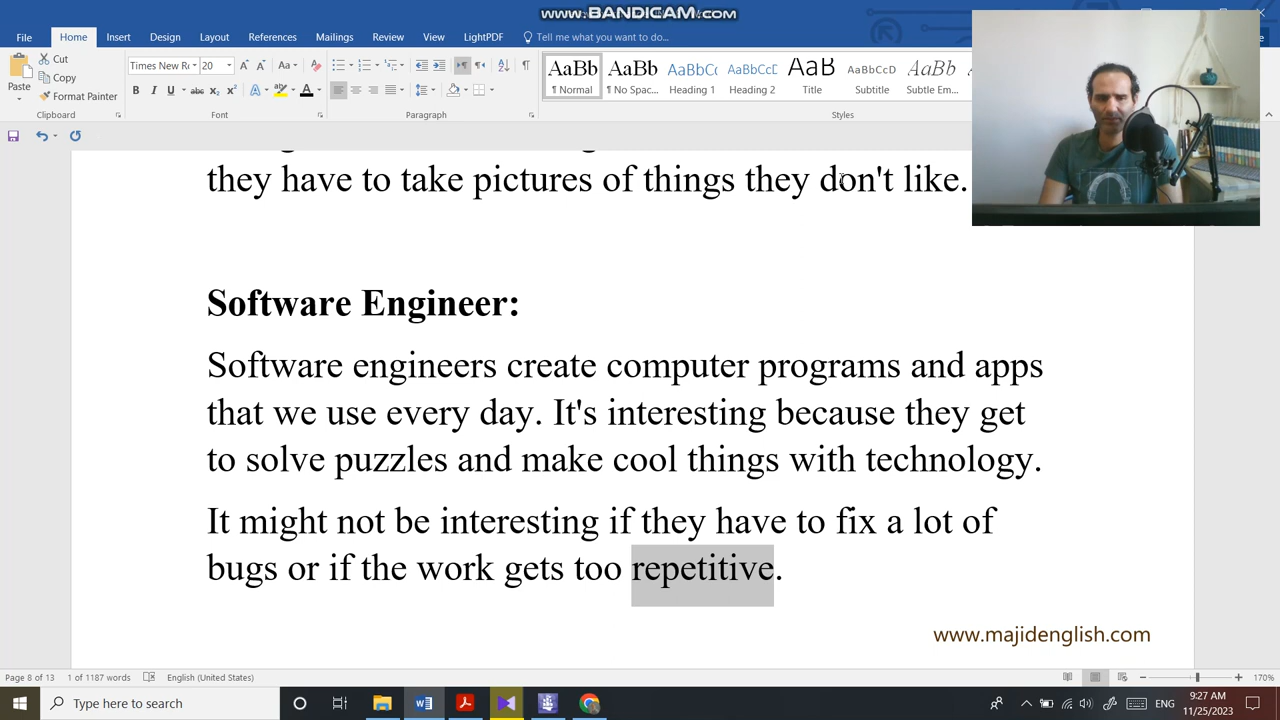 www.BANDICAM.com
File Home Insert Design Layout References Mailings Review View LightPDF Tell me what you want to do...
Paste
Cut
Copy
Format Painter
Clipboard
Times New Ro 20
Font
Paragraph
AaBb AaBb AaBbCc AaBbCcE AaB AaBbCcD AaBbCc
¶ Normal ¶ No Spac... Heading 1 Heading 2 Title Subtitle Subtle Em...
Styles
they have to take pictures of things they don't like.
Software Engineer:
Software engineers create computer programs and apps
that we use every day. It's interesting because they get
to solve puzzles and make cool things with technology.
It might not be interesting if they have to fix a lot of
bugs or if the work gets too repetitive.
www.majidenglish.com
Page 8 of 13 1 of 1187 words English (United States) 170%
Type here to search
ENG
9:27 AM
11/25/2023